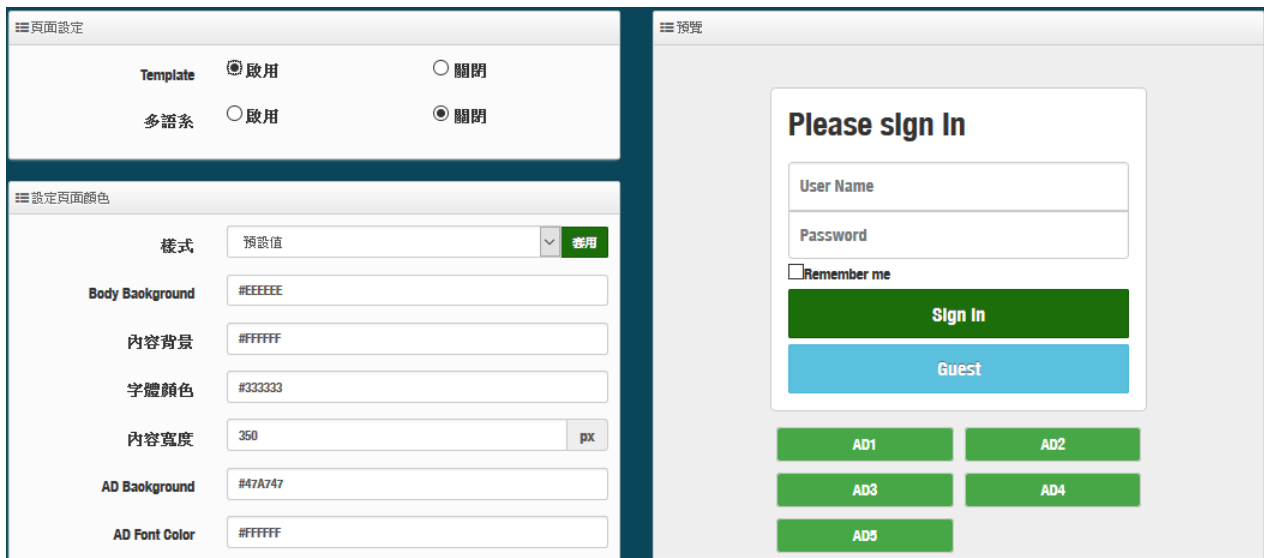 頁面設定
Template 啟用 關閉
多語系 啟用 關閉
設定頁面顏色
樣式 預設值 套用
Body Background #EEEEEE
內容背景 #FFFFFF
字體顏色 #333333
內容寬度 350 px
AD Background #47A747
AD Font Color #FFFFFF
預覽
Please sign in
User Name
Password
Remember me
Sign in
Guest
AD1 AD2
AD3 AD4
AD5